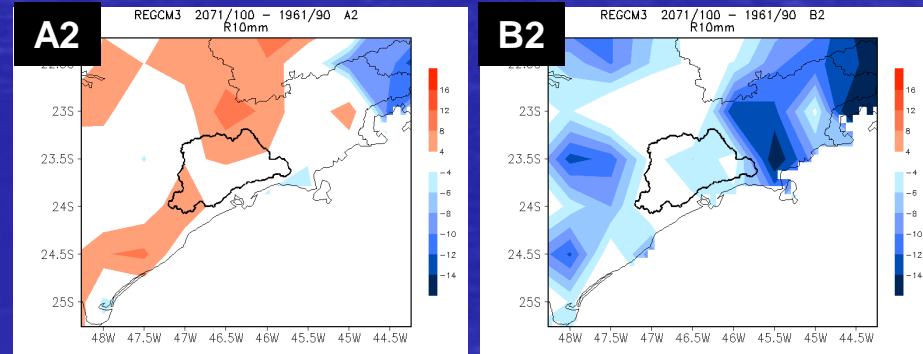 A2
REGCM3 2071/100 - 1961/90 A2
R10mm
23S
23.5S
24S
24.5S
25S
48W 47.5W 47W 46.5W 46W 45.5W 45W 44.5W
16
12
8
4
-4
-6
-8
-10
-12
-14
B2
REGCM3 2071/100 - 1961/90 B2
R10mm
23S
23.5S
24S
24.5S
25S
48W 47.5W 47W 46.5W 46W 45.5W 45W 44.5W
16
12
8
4
-4
-6
-8
-10
-12
-14